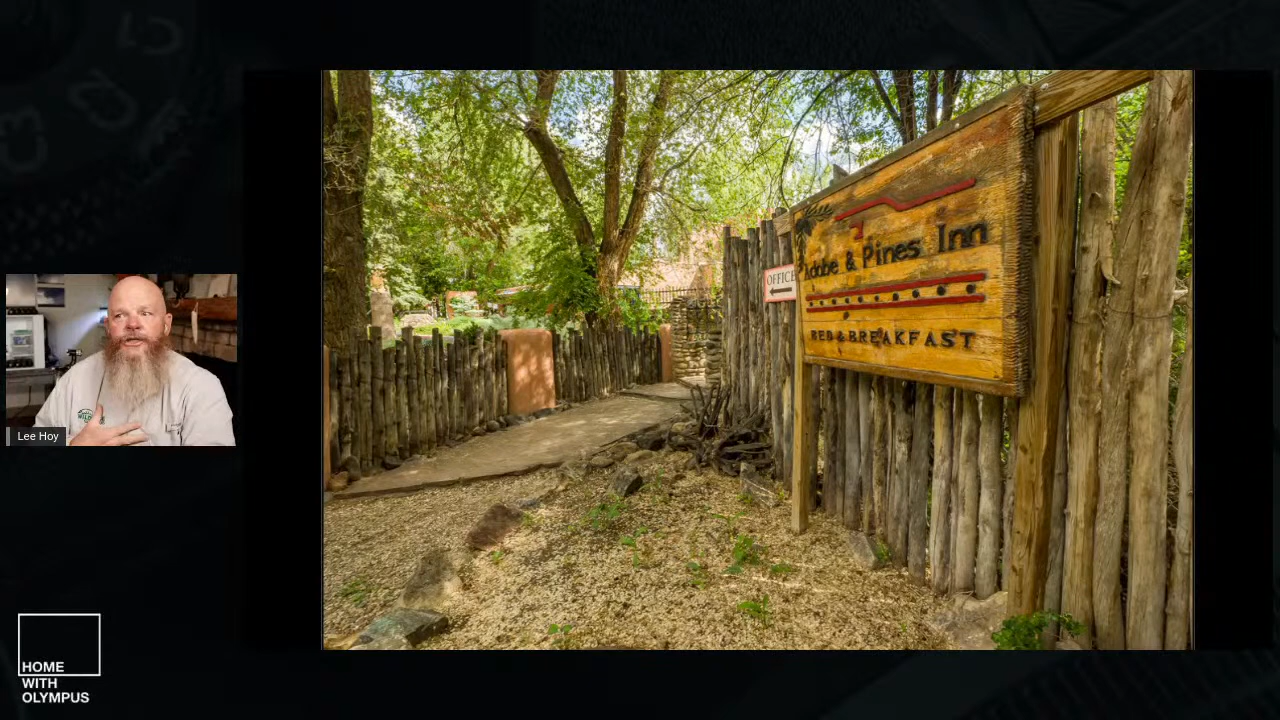 Adobe & Pines Inn
OFFICE
BED & BREAKFAST
Lee Hoy
HOME
WITH
OLYMPUS